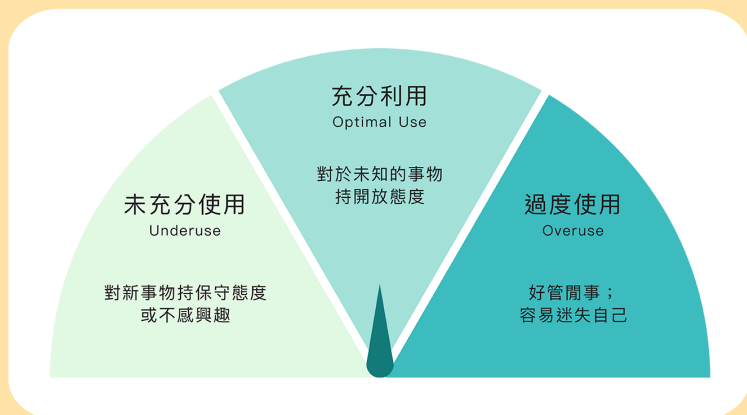 未充分使用
Underuse
對新事物持保守態度
或不感興趣
充分利用
Optimal Use
對於未知的事物
持開放態度
過度使用
Overuse
好管閒事；
容易迷失自己